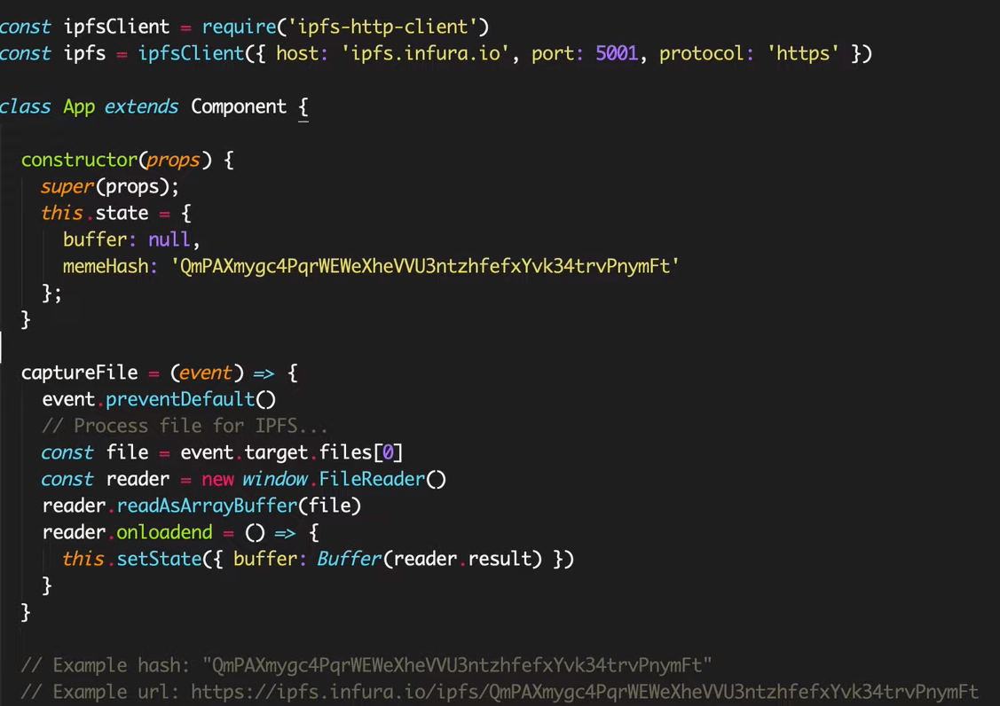 const ipfsClient = require('ipfs-http-client')
const ipfs = ipfsClient({ host: 'ipfs.infura.io', port: 5001, protocol: 'https' })
class App extends Component {
constructor(props) {
super(props);
this.state = {
buffer: null,
memeHash: 'QmPAXmygc4PqrWEWeXheVVU3ntzhfefxYvk34trvPnymFt'
};
}
captureFile = (event) => {
event.preventDefault()
// Process file for IPFS...
const file = event.target.files[0]
const reader = new window.FileReader()
reader.readAsArrayBuffer(file)
reader.onloadend = () => {
this.setState({ buffer: Buffer(reader.result) })
}
}
// Example hash: "QmPAXmygc4PqrWEWeXheVVU3ntzhfefxYvk34trvPnymFt"
// Example url: https://ipfs.infura.io/ipfs/QmPAXmygc4PqrWEWeXheVVU3ntzhfefxYvk34trvPnymFt